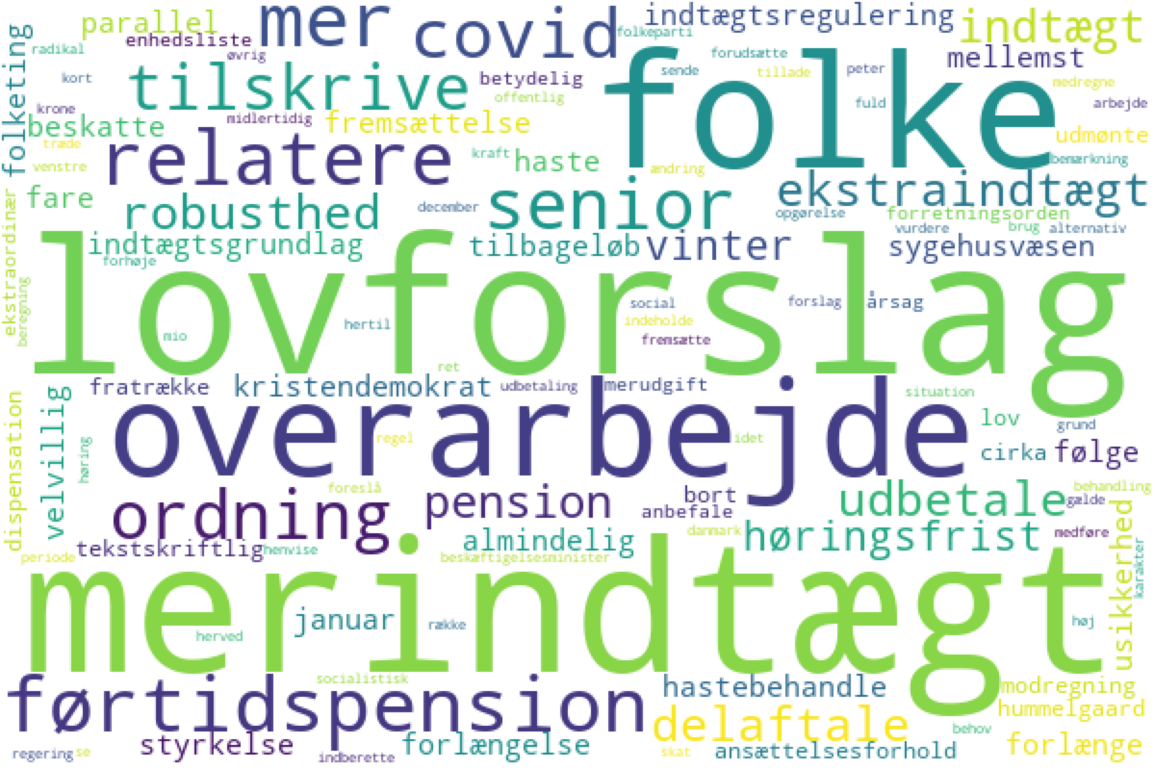 parallel
mer
covid
indtægtsregulering
indtægt
folketing
radikal
enhedsliste
øvrig
folkeparti
forudsætte
mellemst
kort
tilskrive
betydelig
sende
tillade
peter
medregne
folke
krone
offentlig
fuld
arbejde
beskatte
midlertidig
fremsættelse
udmønte
træde
relatere
kraft
haste
ændring
bemærkning
venstre
fare
robusthed
december
senior
ekstraindtægt
opgørelse
forretningsorden
vurdere
brug
alternativ
ekstraordinær
indtægtsgrundlag
tilbageløb
vinter
sygehusvæsen
forhøje
beregning
lovforslag
social
forslag
årsag
mio
hertil
indeholde
fremsætte
ret
fratrække
kristendemokrat
udbetaling
merudgift
situation
dispensation
velvillig
høring
overarbejde
regel
idet
lov
grund
cirka
følge
foreslå
ordning
pension
bort
anbefale
udbetale
behandling
gælde
tekstskriftlig
henvise
almindelig
danmark
høringsfrist
medføre
usikkerhed
karakter
periode
beskæftigelsesminister
merindtægt
januar
række
herved
høj
socialistisk
førtidspension
hastebehandle
modregning
delaftale
hummelgaard
behov
regering
se
styrkelse
indberette
forlængelse
skat
ansættelsesforhold
forlænge